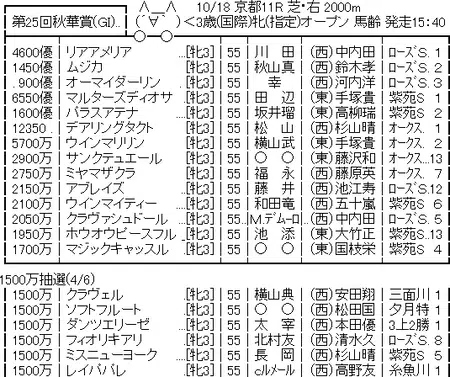 第25回秋華賞(GI)‥ 10/18 京都11R 芝・右 2000m
(´∀`) <3歳(国際)牝(指定)オープン 馬齢 発走15:40
4600優 リアアメリア …[牝3] 55 川田 (西)中内田 ローズS. 1
1450優 ムジカ …[牝3] 55 秋山真 (西)鈴木孝 ローズS. 2
‥900優 オーマイダーリン …[牝3] 55 幸 (西)河内洋 ローズS. 3
6550優 マルターズディオサ …[牝3] 55 田辺 (東)手塚貴 紫苑S 1
1600優 パラスアテナ …[牝3] 55 坂井瑠 (東)高柳瑞 紫苑S 2
12350‥ デアリングタクト …[牝3] 55 松山 (西)杉山晴 オークス‥ 1
5700万 ウインマリリン …[牝3] 55 横山武 (東)手塚貴 オークス‥ 2
2900万 サンクテュエール …[牝3] 55 ○ ○ (東)藤沢和 オークス‥13
2750万 ミヤマザクラ …[牝3] 55 福永 (西)藤原英 オークス‥ 7
2150万 アブレイズ …[牝3] 55 藤井 (西)池江寿 ローズS.12
2100万 ウインマイティー …[牝3] 55 和田竜 (西)五十嵐 紫苑S 6
2050万 クラヴァシュドール …[牝3] 55 M.デムーロ (西)中内田 ローズS. 5
1950万 ホウオウピースフル …[牝3] 55 池添 (東)大竹正 紫苑S.13
1700万 マジックキャッスル …[牝3] 55 ○ ○ (東)国枝栄 紫苑S 4
1500万抽選(4/6)
1500万 クラヴェル …[牝3] 55 横山典 (西)安田翔 三面川 1
1500万 ソフトフルート …[牝3] 55 ○ ○ (西)松田国 夕月特 1
1500万 ダンツエリーゼ …[牝3] 55 太宰 (西)本田優 3上2勝 1
1500万 フィオリキアリ …[牝3] 55 北村友 (西)清水久 ローズS. 8
1500万 ミスニューヨーク …[牝3] 55 長岡 (西)杉山晴 紫苑S 5
1500万 レイパパレ …[牝3] 55 cルメール (西)高野友 糸魚川 1